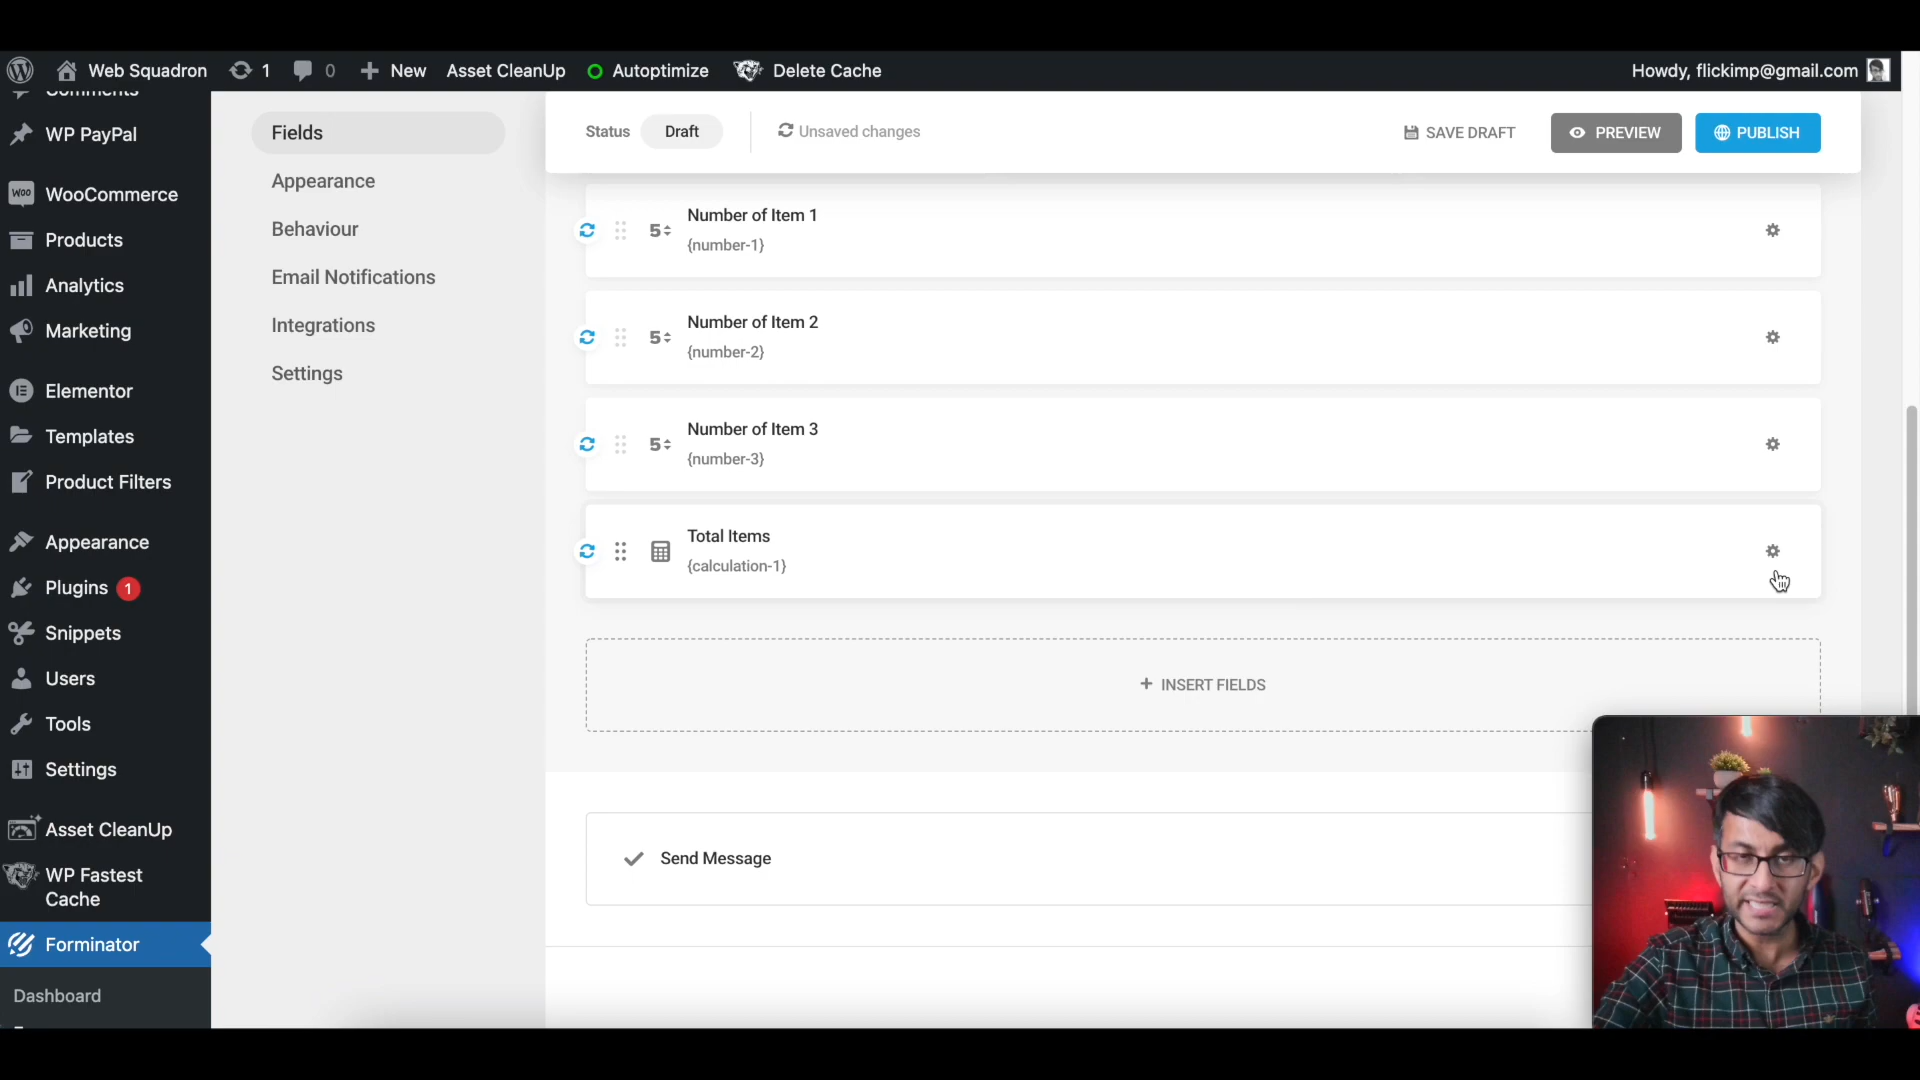 Web Squadron
1
0
New
Asset CleanUp
Autoptimize
Delete Cache
Howdy, flickimp@gmail.com
Comments
WP PayPal
WooCommerce
Products
Analytics
Marketing
Elementor
Templates
Product Filters
Appearance
Plugins 1
Snippets
Users
Tools
Settings
Asset CleanUp
WP Fastest
Cache
Forminator
Dashboard
Fields
Appearance
Behaviour
Email Notifications
Integrations
Settings
Status
Draft
Unsaved changes
SAVE DRAFT
PREVIEW
PUBLISH
5
Number of Item 1
{number-1}
5
Number of Item 2
{number-2}
5
Number of Item 3
{number-3}
Total Items
{calculation-1}
+ INSERT FIELDS
Send Message